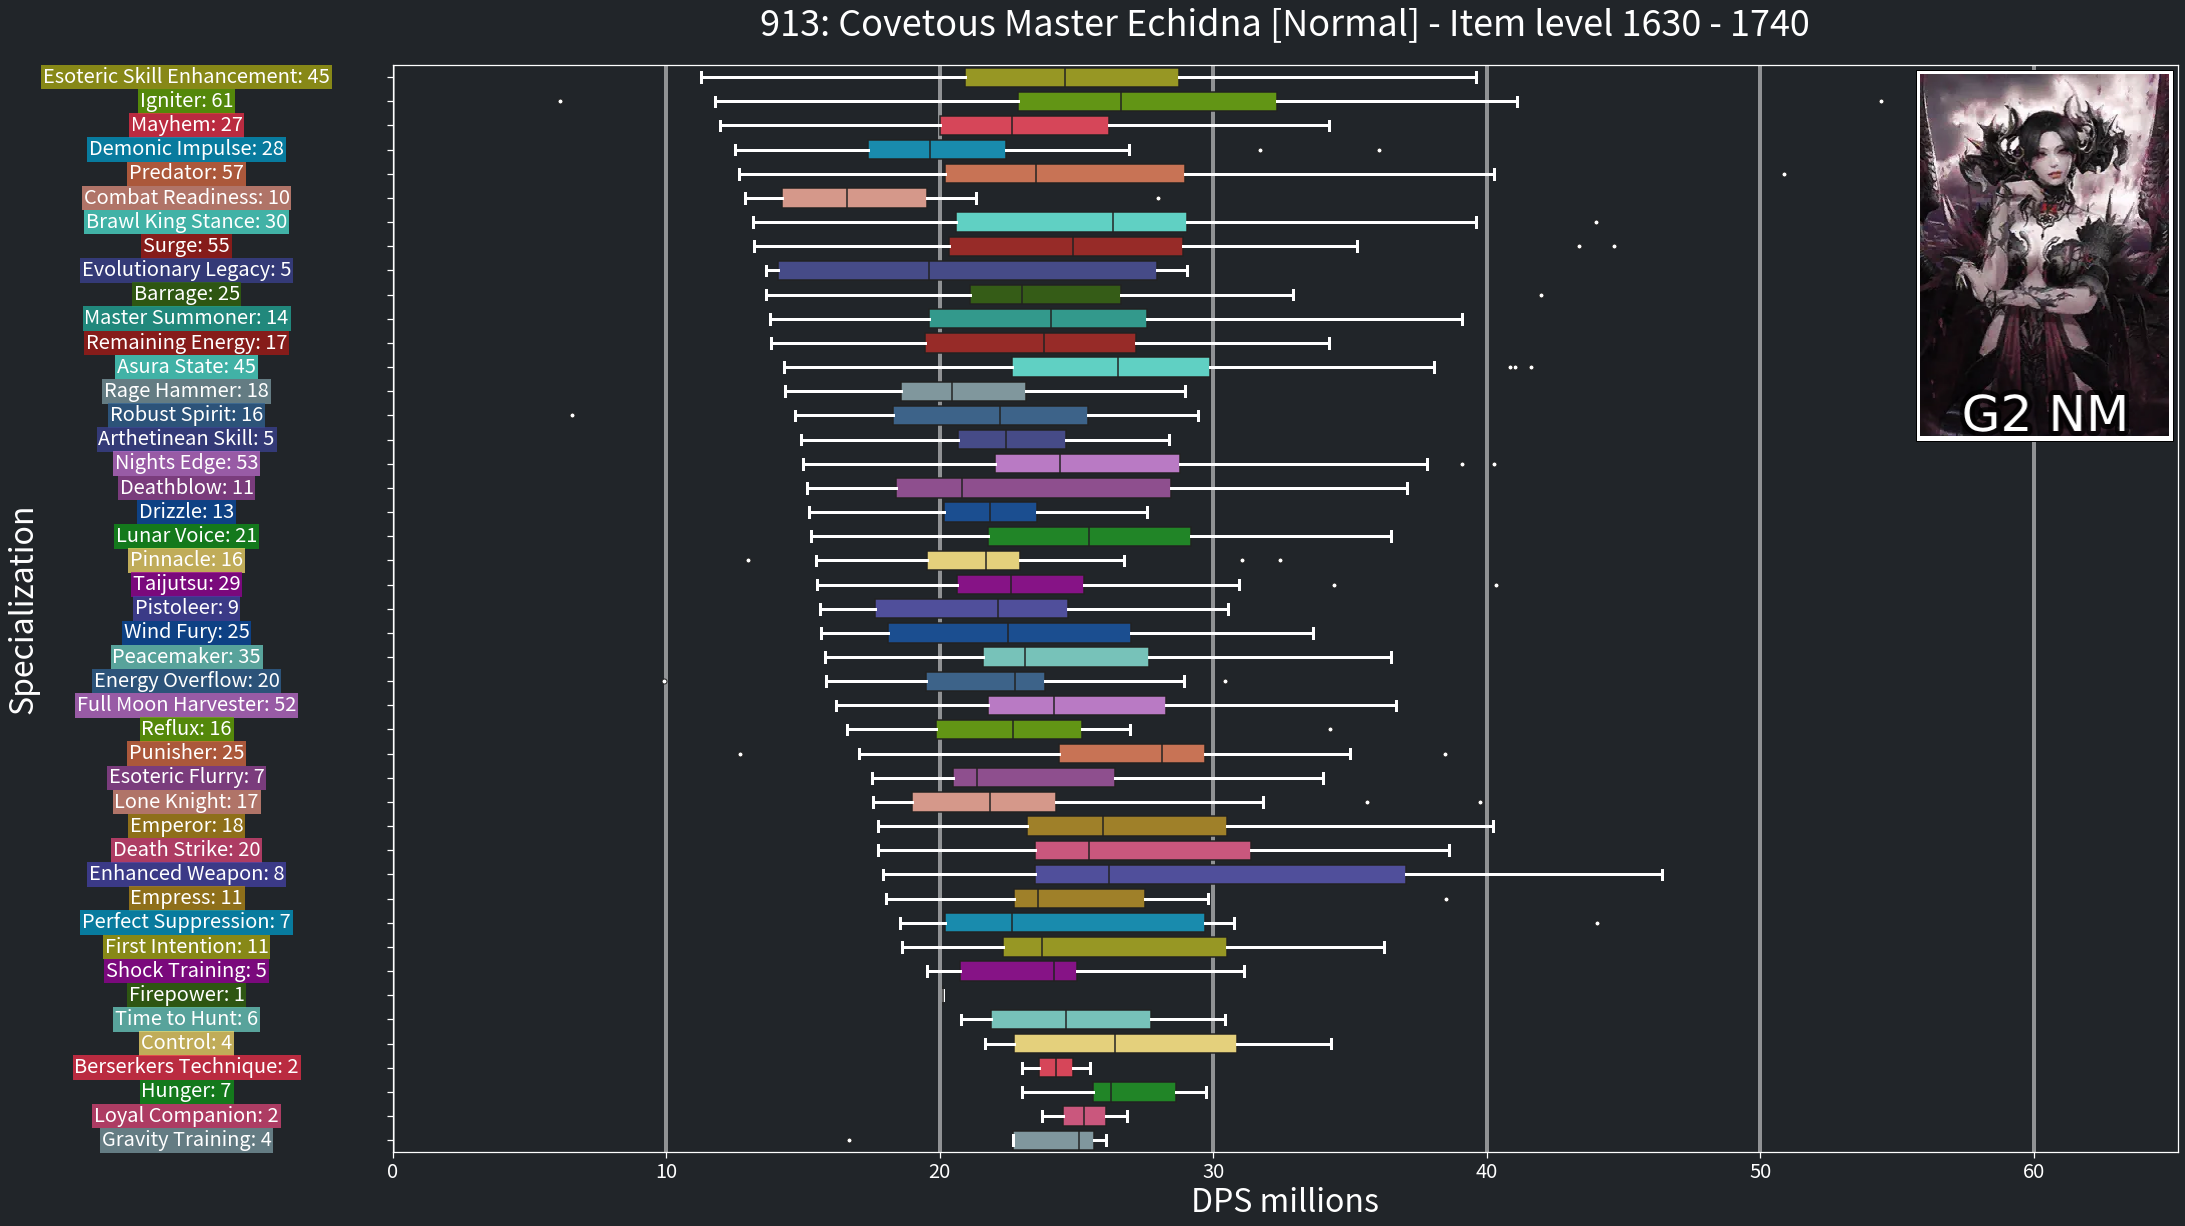 913: Covetous Master Echidna [Normal] - Item level 1630 - 1740
Esoteric Skill Enhancement: 45
Igniter: 61
Mayhem: 27
Demonic Impulse: 28
Predator: 57
Combat Readiness: 10
Brawl King Stance: 30
Surge: 55
Evolutionary Legacy: 5
Barrage: 25
Master Summoner: 14
Remaining Energy: 17
Asura State: 45
Rage Hammer: 18
Robust Spirit: 16
Arthetinean Skill: 5
Nights Edge: 53
Deathblow: 11
Drizzle: 13
Lunar Voice: 21
Pinnacle: 16
Taijutsu: 29
Pistoleer: 9
Wind Fury: 25
Peacemaker: 35
Energy Overflow: 20
Full Moon Harvester: 52
Reflux: 16
Punisher: 25
Esoteric Flurry: 7
Lone Knight: 17
Emperor: 18
Death Strike: 20
Enhanced Weapon: 8
Empress: 11
Perfect Suppression: 7
First Intention: 11
Shock Training: 5
Firepower: 1
Time to Hunt: 6
Control: 4
Berserkers Technique: 2
Hunger: 7
Loyal Companion: 2
Gravity Training: 4
Specialization
G2 NM
0 10 20 30 40 50 60
DPS millions